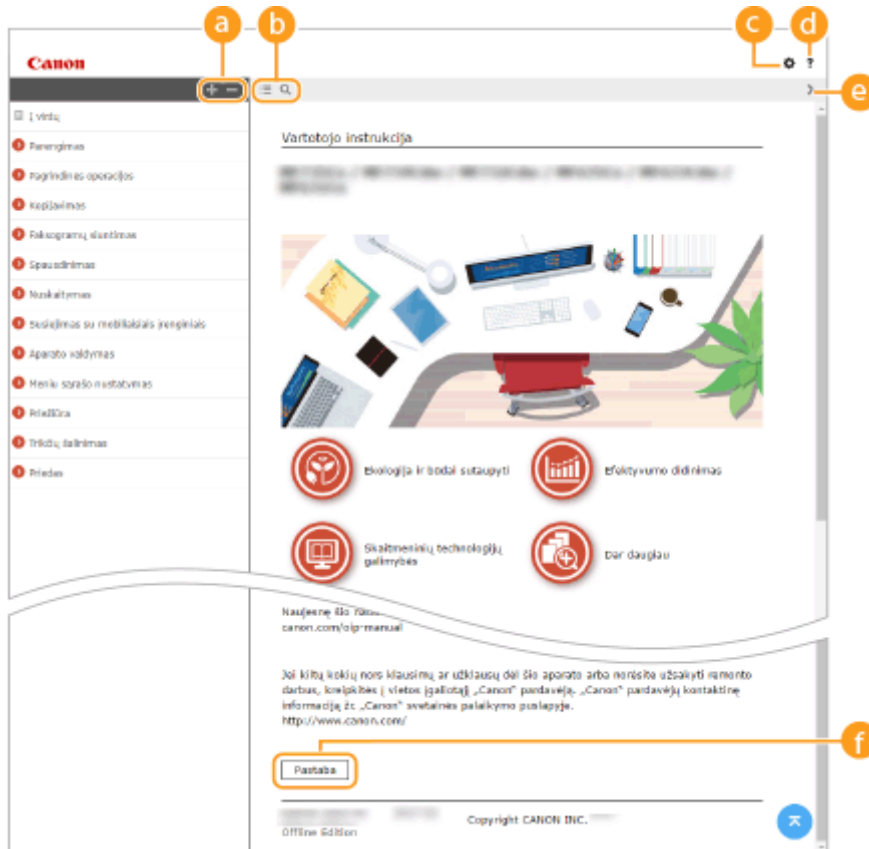 a b c d
Canon
?
e
Į viršų
Vartotojo instrukcija
Parengimas
Pagrindinės operacijos
Kopijavimas
Faksogramų siuntimas
Spausdinimas
Nuskaitymas
Susiejimas su mobiliaisiais įrenginiais
Aparato valdymas
Meniu sąrašo nustatymas
Priežiūra
Trikčių šalinimas
Priedas
Ekologija ir būdai sutaupyti
Efektyvumo didinimas
Skaitmeninių technologijų
galimybės
Dar daugiau
Naujesnę šio
canon.com/oip-manual
Jei kiltų kokių nors klausimų ar užklausų dėl šio aparato arba norėsite užsakyti remonto
darbus, kreipkitės į vietos įgaliotąjį „Canon“ pardavėją. „Canon“ pardavėjų kontaktinę
informaciją žr. „Canon“ svetainės palaikymo puslapyje.
http://www.canon.com/
f
Pastaba
Copyright CANON INC.
Offline Edition